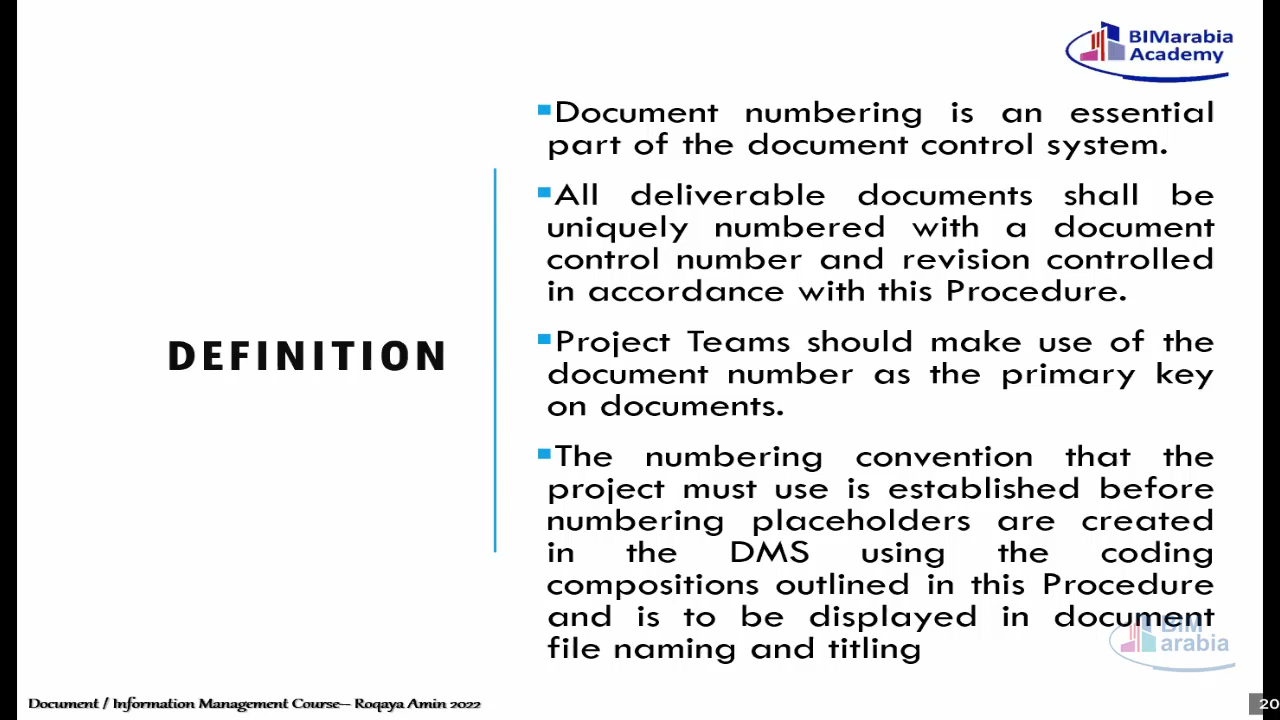 BIMarabia
Academy
▪Document numbering is an essential
part of the document control system.
▪All deliverable documents shall be
uniquely numbered with a document
control number and revision controlled
in accordance with this Procedure.
DEFINITION
▪Project Teams should make use of the
document number as the primary key
on documents.
▪The numbering convention that the
project must use is established before
numbering placeholders are created
in the DMS using the coding
compositions outlined in this Procedure
and is to be displayed in document
file naming and titling
BIM
arabia
Document / Information Management Course-- Roqaya Amin 2022
20